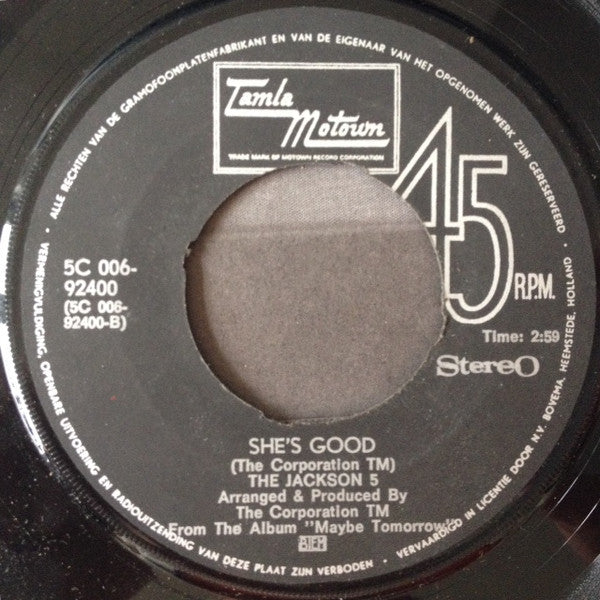 • ALLE RECHTEN VAN DE GRAMOFOONPLATENFABRIKANT EN VAN DE EIGENAAR VAN HET OPGENOMEN WERK ZIJN GERESERVEERD
Tamla
Motown
TRADE MARK OF MOTOWN RECORD CORPORATION
45
R.P.M.
5C 006-
92400
(5C 006-
92400-B)
Time: 2:59
Stereo
SHE'S GOOD
(The Corporation TM)
THE JACKSON 5
Arranged & Produced By
The Corporation TM
From The Album "Maybe Tomorrow"
BIEM
• VERMENIGVULDIGING, OPENBARE UITVOERING EN RADIOUITZENDING VAN DEZE PLAAT ZIJN VERBODEN •
VERVAARDIGD IN LICENTIE DOOR N.V. BOVEMA, HEEMSTEDE, HOLLAND •